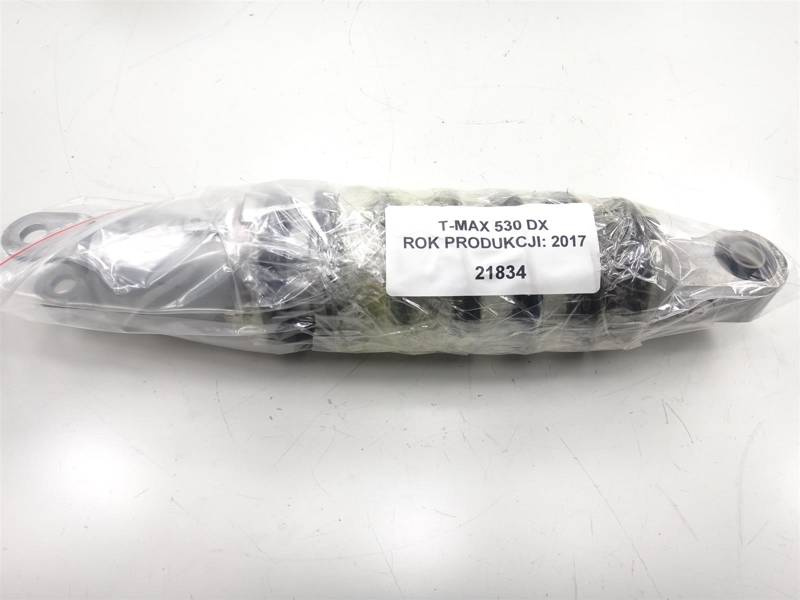 T-MAX 530 DX
ROK PRODUKCJI: 2017
21834